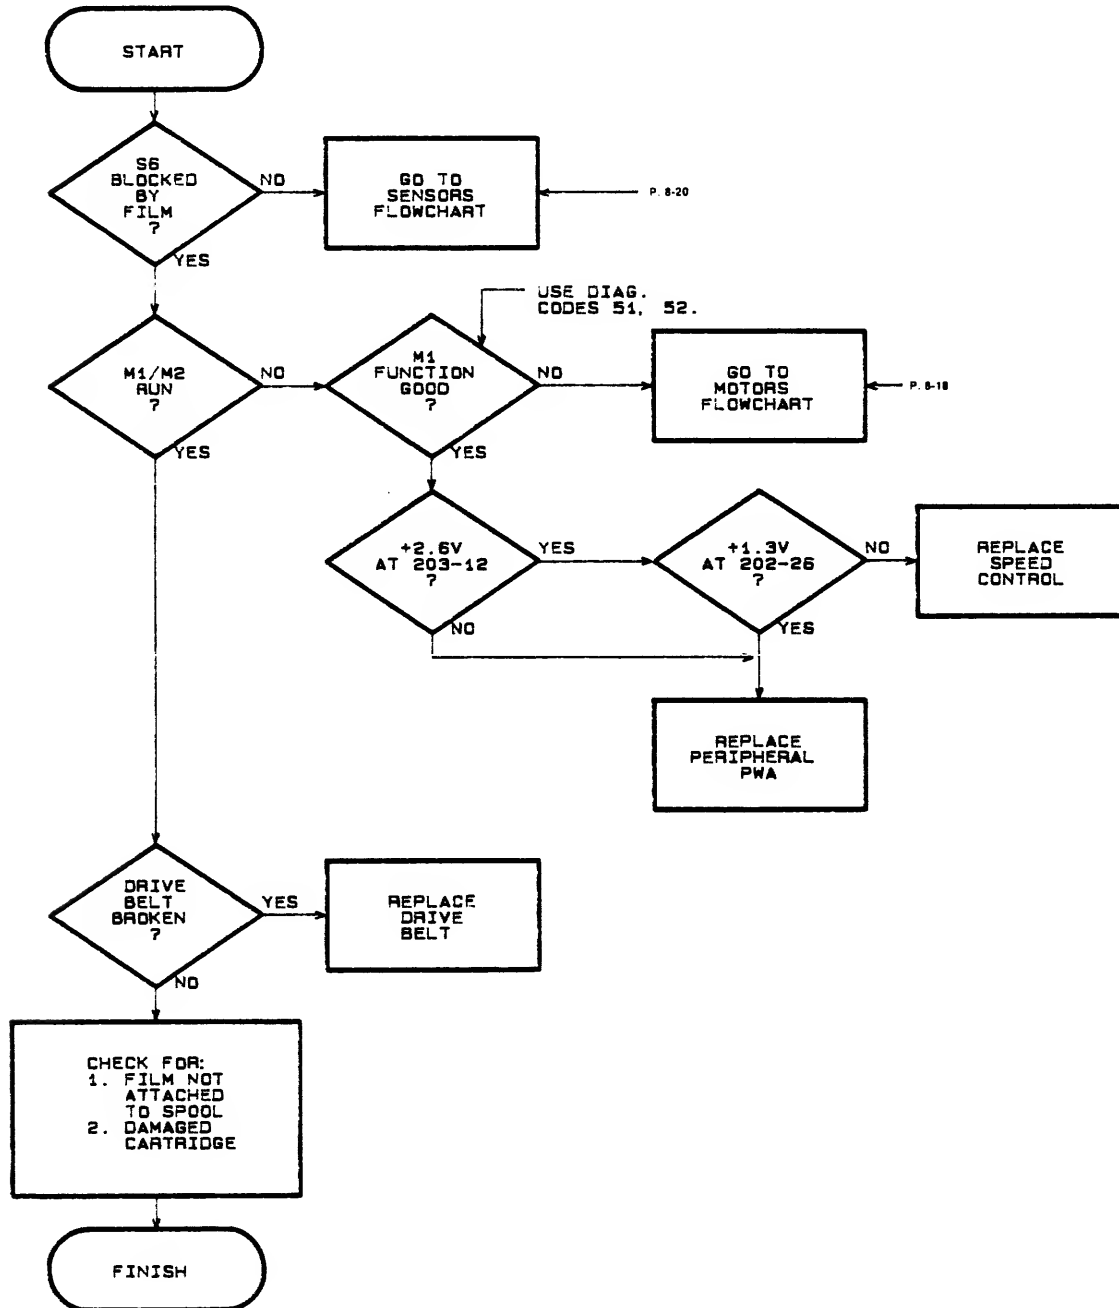 START
S6
BLOCKED
BY
FILM
?
NO
YES
GO TO
SENSORS
FLOWCHART
P. 8-20
M1/M2
RUN
?
NO
YES
USE DIAG.
CODES 51, 52.
M1
FUNCTION
GOOD
?
NO
YES
GO TO
MOTORS
FLOWCHART
P. 8-18
+2.6V
AT 203-12
?
YES
NO
+1.3V
AT 202-26
?
NO
YES
REPLACE
SPEED
CONTROL
REPLACE
PERIPHERAL
PWA
DRIVE
BELT
BROKEN
?
YES
NO
REPLACE
DRIVE
BELT
CHECK FOR:
1. FILM NOT
ATTACHED
TO SPOOL
2. DAMAGED
CARTRIDGE
FINISH